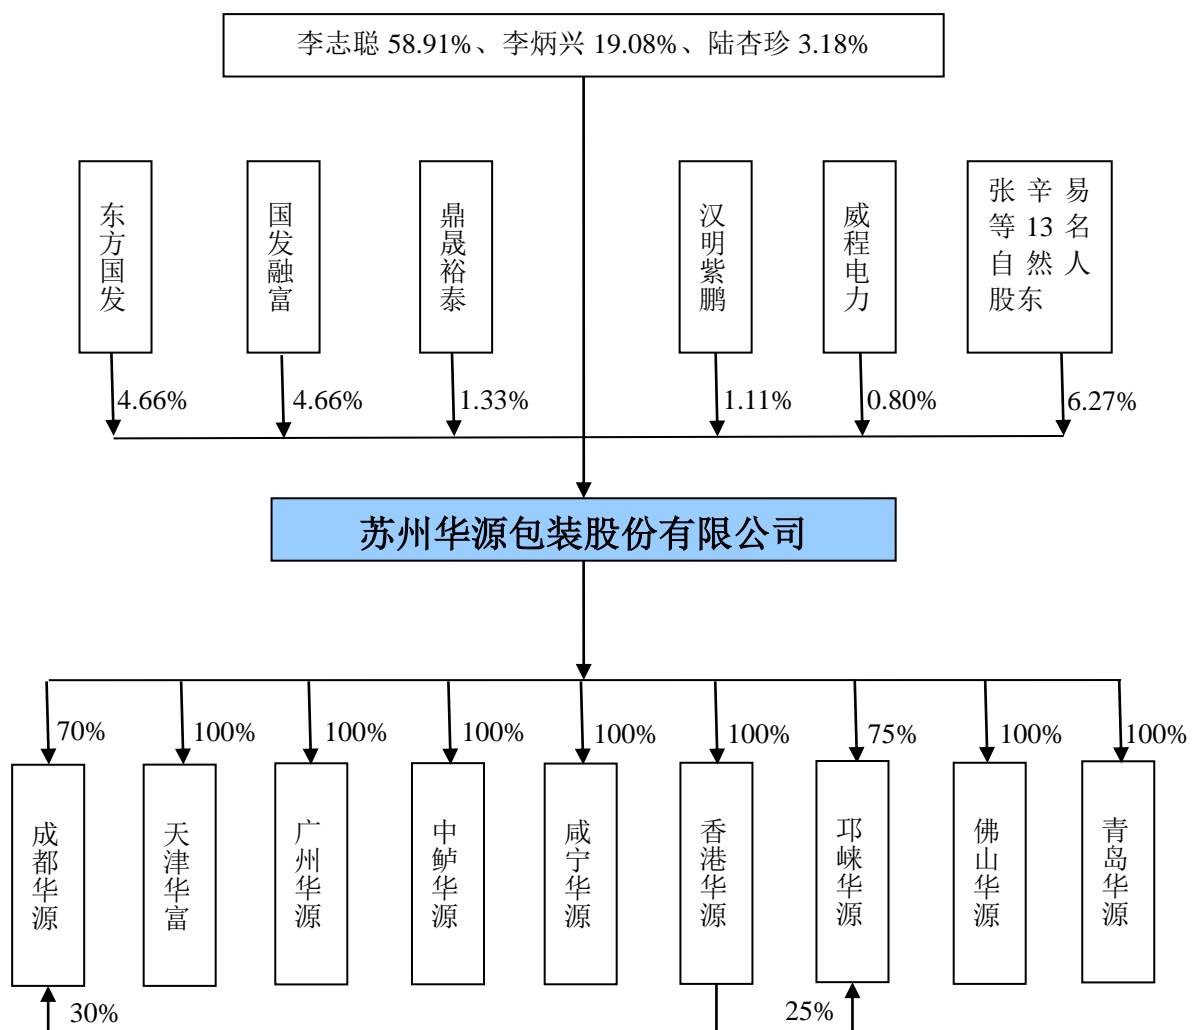 李志聪 58.91%、李炳兴 19.08%、陆杏珍 3.18%
东方国发
国发融富
鼎晟裕泰
汉明紫鹏
威程电力
张辛易
等13名
自然人
股东
4.66%
4.66%
1.33%
1.11%
0.80%
6.27%
苏州华源包装股份有限公司
70%
100%
100%
100%
100%
100%
75%
100%
100%
成都华源
天津华富
广州华源
中鲈华源
咸宁华源
香港华源
邛崃华源
佛山华源
青岛华源
30%
25%